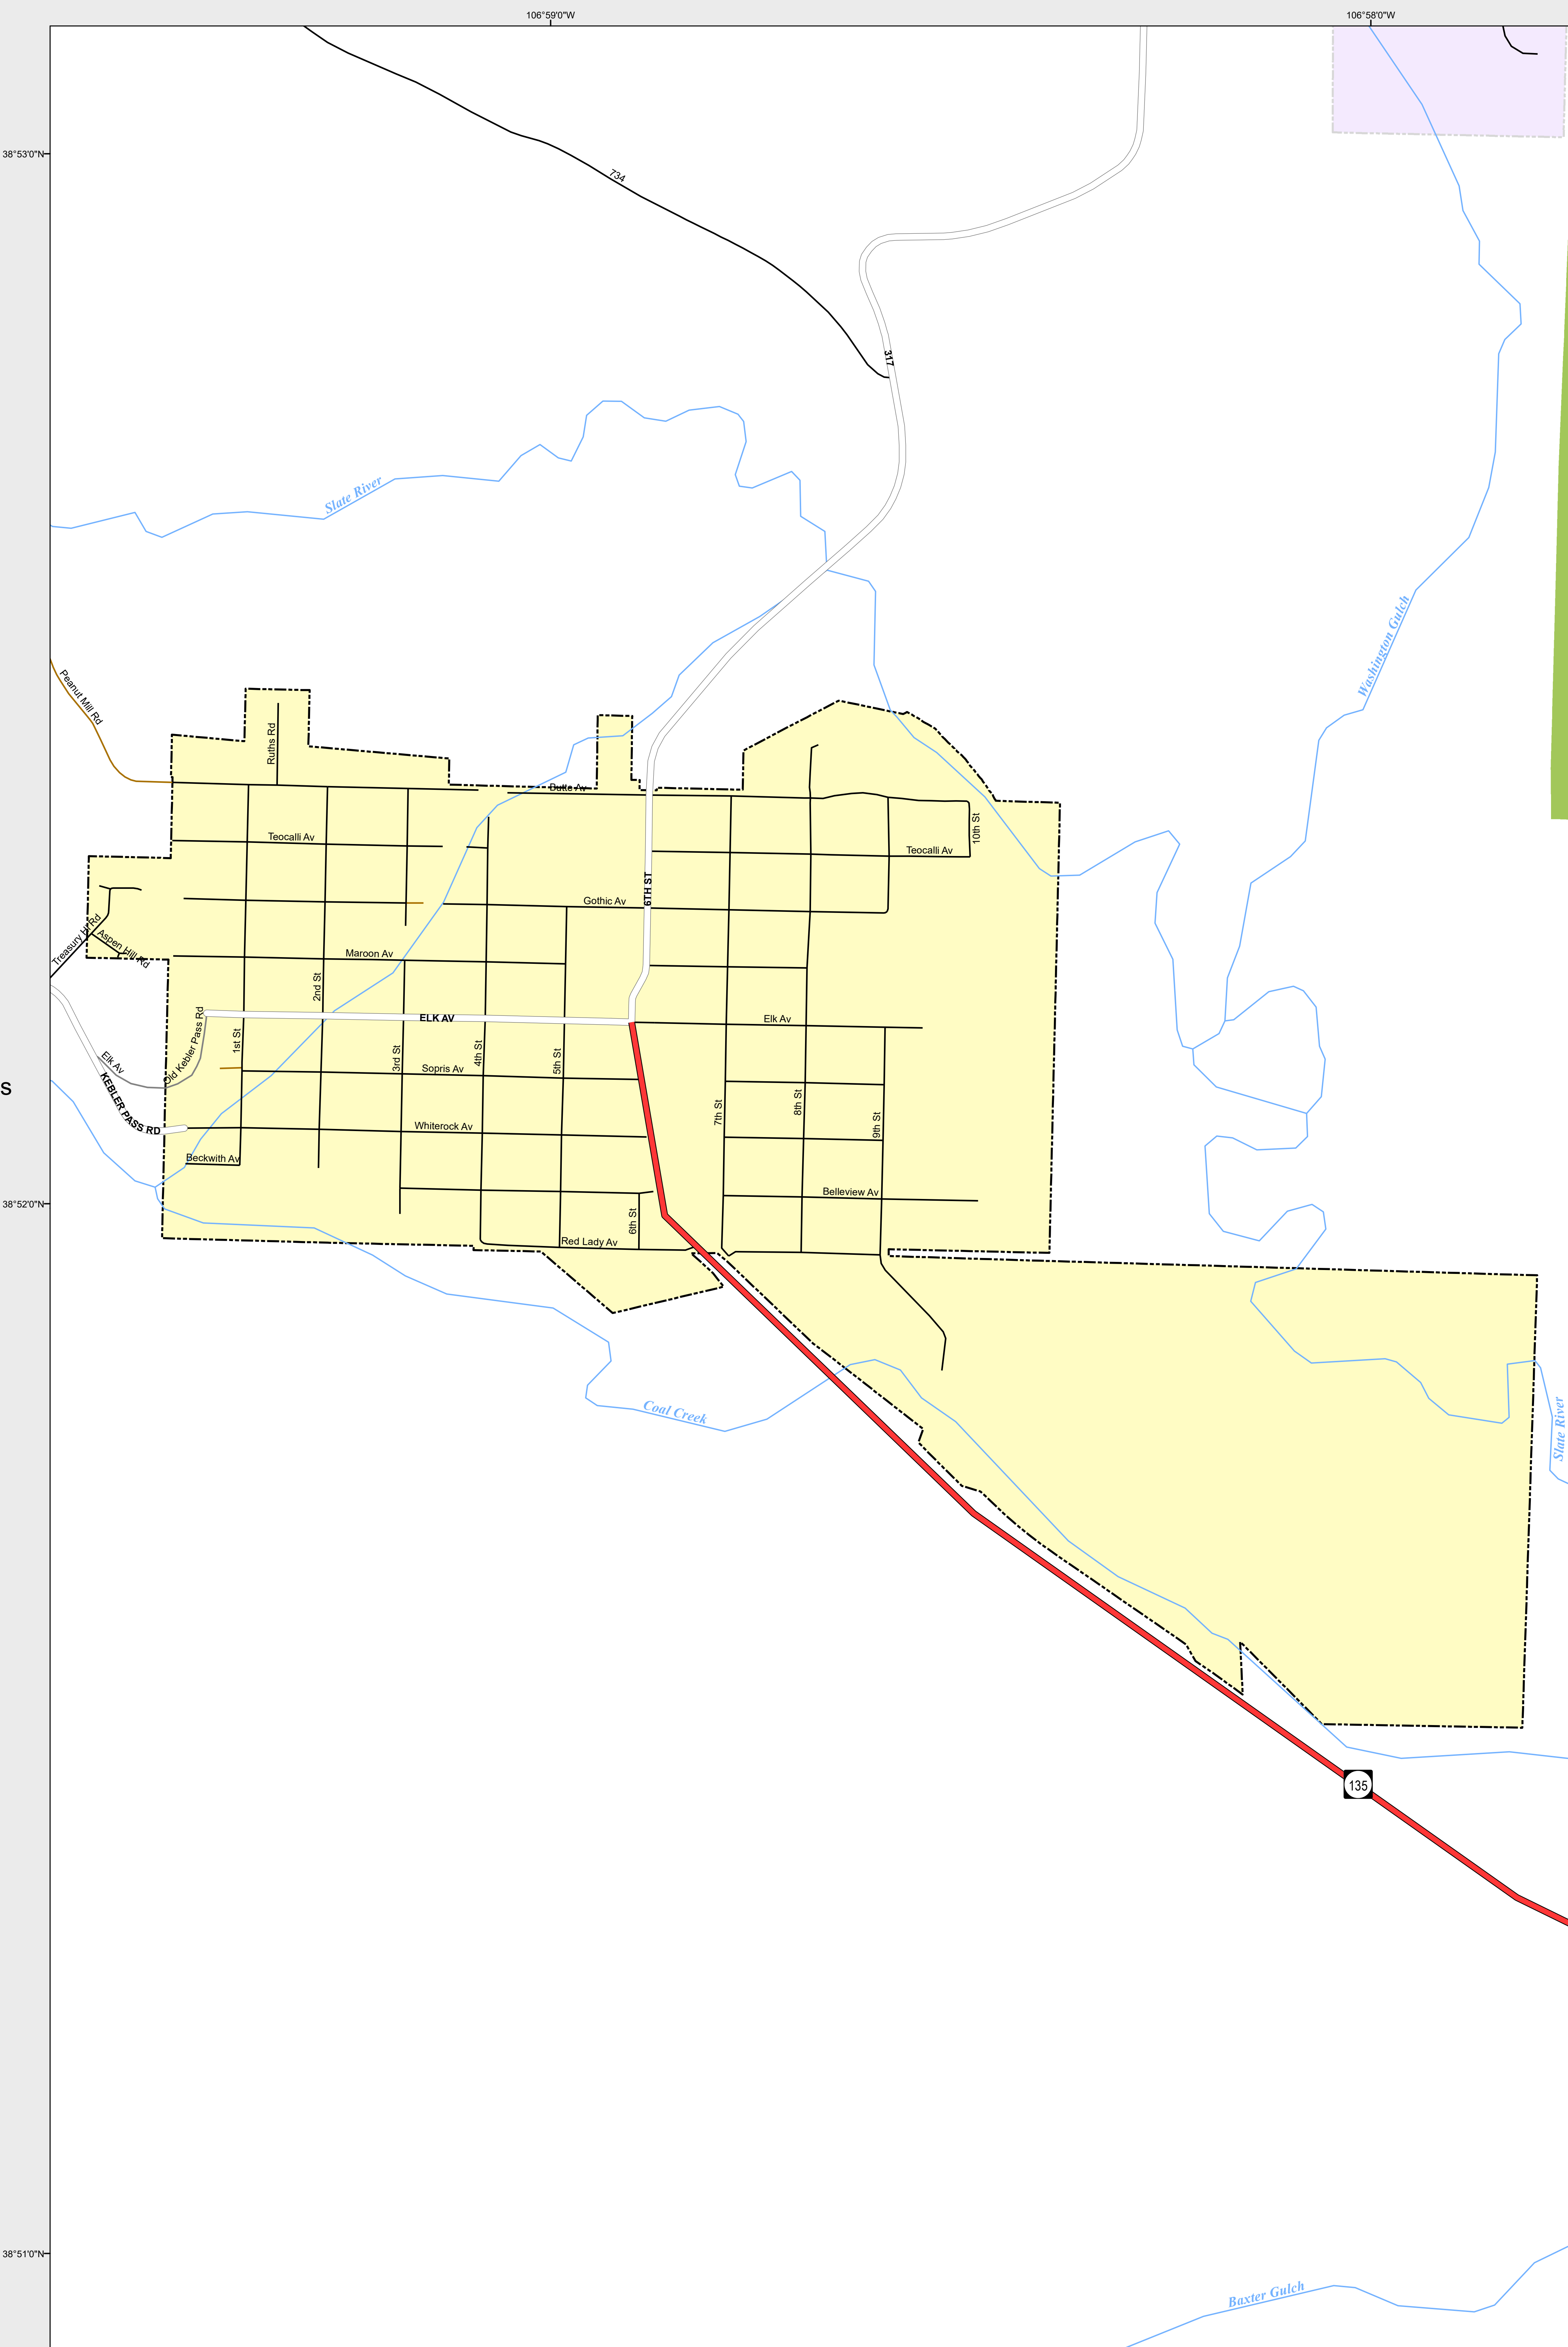 106°59'0"W
106°58'0"W
38°53'0"N
734
317
Slate River
Washington Gulch
Peanut Mill Rd
Ruths Rd
Butte Av
Teocalli Av
10th St
Teocalli Av
6TH ST
Gothic Av
Treasury Hl Rd
Aspen Hill Rd
Maroon Av
2nd St
ELK AV
Elk Av
Old Kebler Pass Rd
1st St
3rd St
4th St
5th St
Elk Av
Sopris Av
S
KEBLER PASS RD
7th St
8th St
9th St
Whiterock Av
Beckwith Av
Belleview Av
38°52'0"N
6th St
Red Lady Av
Coal Creek
Slate River
135
38°51'0"N
Baxter Gulch